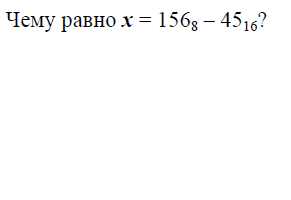 Чему равно x = 156₈ – 45₁₆?